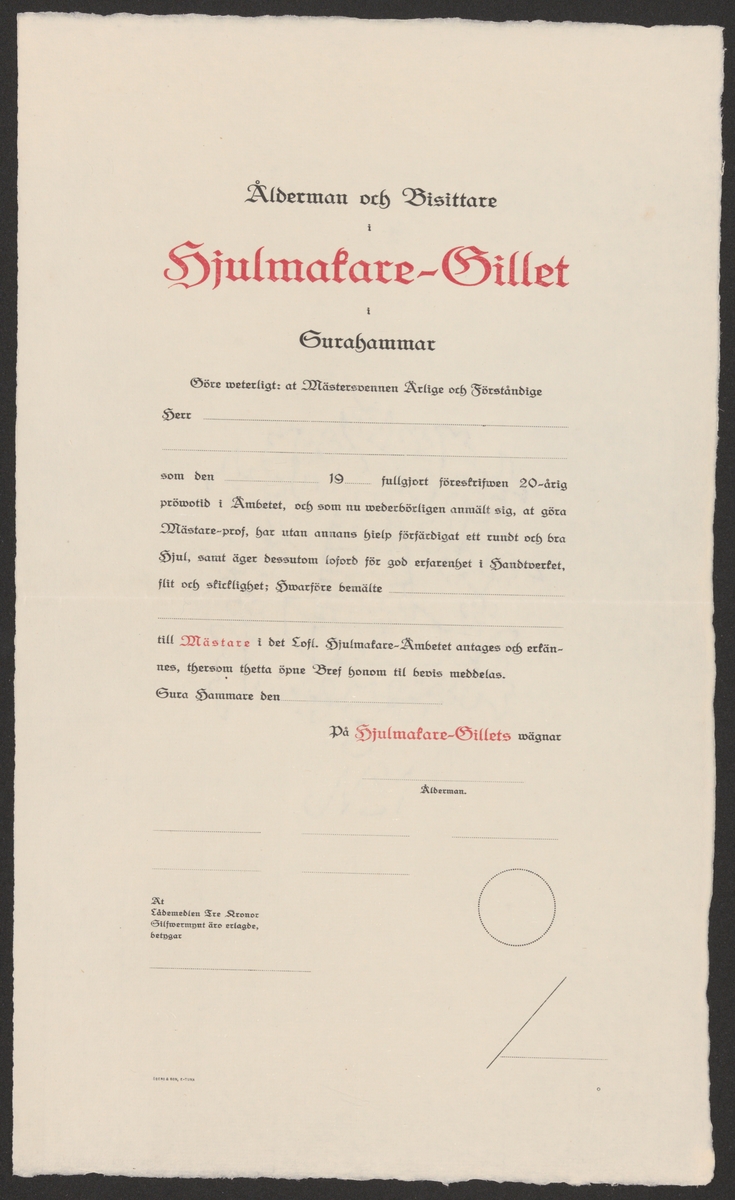 Ålderman och Bisittare
i
Hjulmakare-Gillet
i
Surahammar
Göre weterligt: at Mästersvennen Ärlige och Förståndige
Herr
som den 19 fullgjort föreskrifwen 20-årig
pröwotid i Ämbetet, och som nu wederbörligen anmält sig, at göra
Mästare-prof, har utan annans hielp förfärdigat ett rundt och bra
Hjul, samt äger dessutom loford för god erfarenhet i Handtverket,
flit och skicklighet; Hwarföre bemälte
till Mästare i det Lofl. Hjulmakare-Ämbetet antages och erkän-
nes, thersom thetta öpne Bref honom til bevis meddelas.
Sura Hammare den
På Hjulmakare-Gillets wägnar
Ålderman.
At
Lådemedlen Tre Kronor
Silfwermynt äro erlagde,
betygar